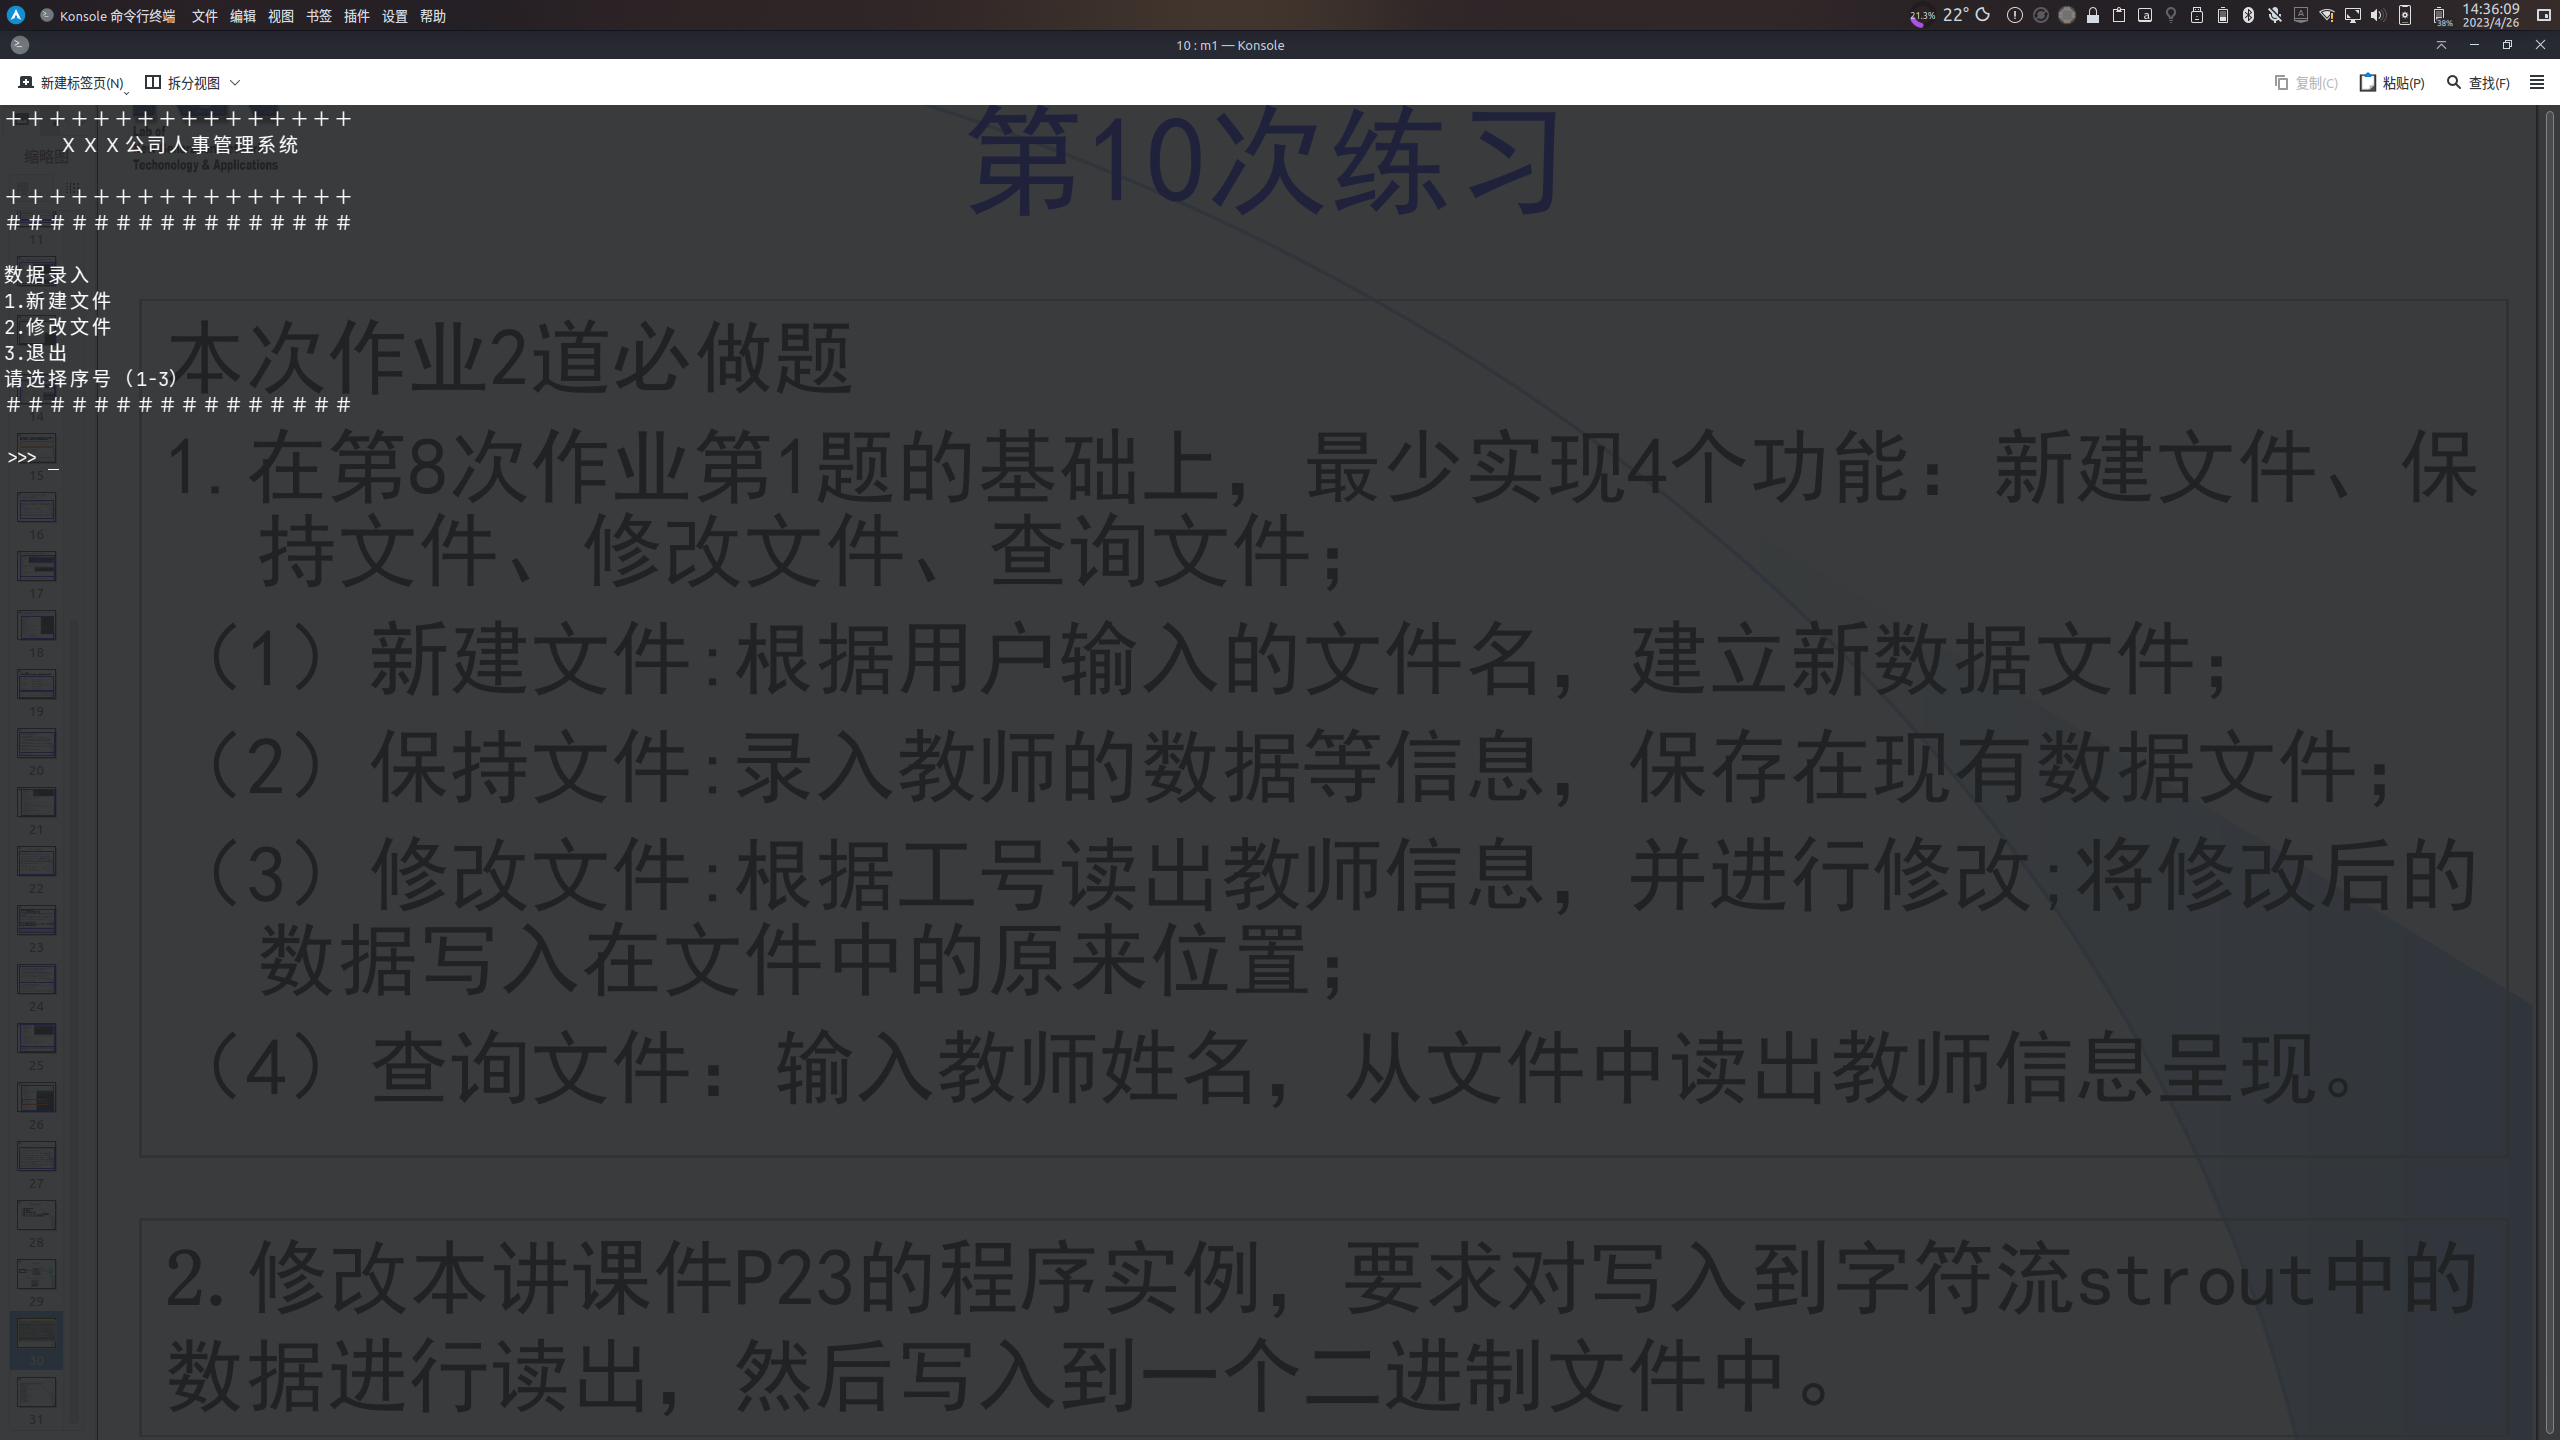 Konsole 命令行终端 文件 编辑 视图 书签 插件 设置 帮助
21.3% 22° 38% 14:36:09
2023/4/26
10 : m1 — Konsole
新建标签页(N) 拆分视图 复制(C) 粘贴(P) 查找(F)
++++++++++++++++
ＸＸＸ公司人事管理系统
++++++++++++++++
################
数据录入
1.新建文件
2.修改文件
3.退出
请选择序号（1-3）
################
>>> _
缩略图
Lab of
Techonology & Applications
11
14
15
16
17
18
19
20
21
22
23
24
25
26
27
28
29
30
31
第10次练习
本次作业2道必做题
1.在第8次作业第1题的基础上，最少实现4个功能：新建文件、保
持文件、修改文件、查询文件；
（1）新建文件:根据用户输入的文件名，建立新数据文件；
（2）保持文件:录入教师的数据等信息，保存在现有数据文件；
（3）修改文件:根据工号读出教师信息，并进行修改;将修改后的
数据写入在文件中的原来位置；
（4）查询文件：输入教师姓名，从文件中读出教师信息呈现。
2.修改本讲课件P23的程序实例，要求对写入到字符流strout中的
数据进行读出，然后写入到一个二进制文件中。